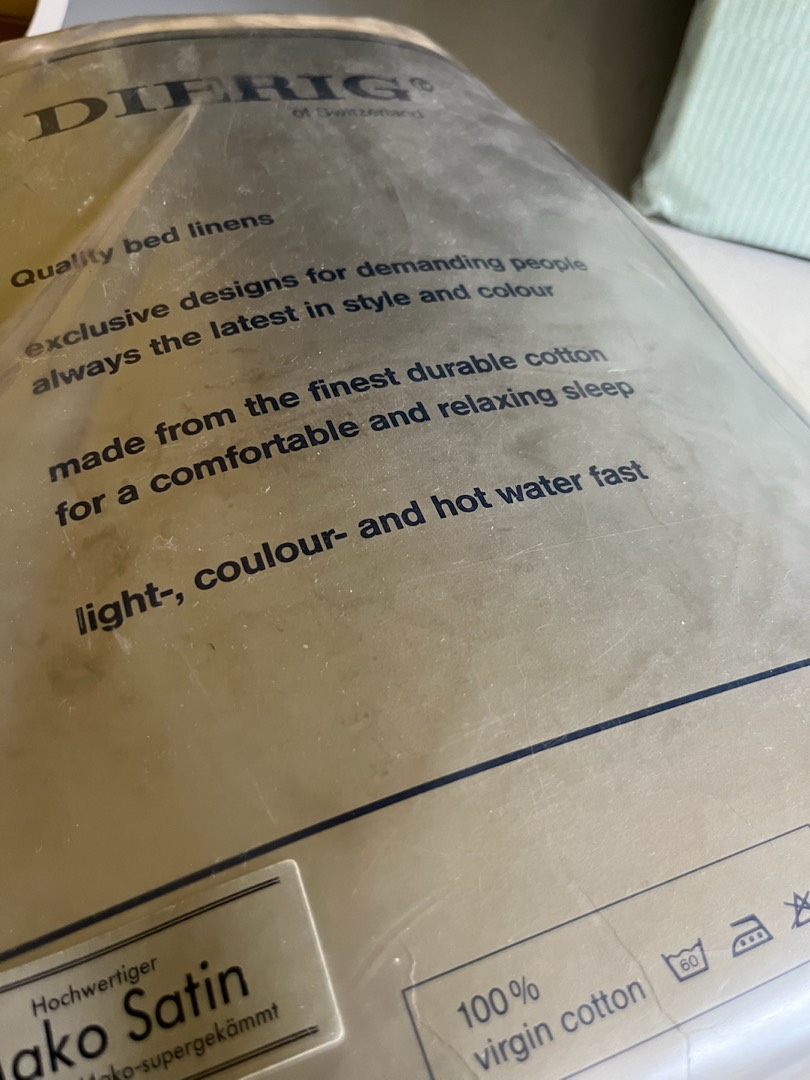 DIERIG®
of Switzerland
Quality bed linens
exclusive designs for demanding people
always the latest in style and colour
made from the finest durable cotton
for a comfortable and relaxing sleep
light-, coulour- and hot water fast
Hochwertiger
ako Satin
ako-supergekämmt
100%
virgin cotton
60